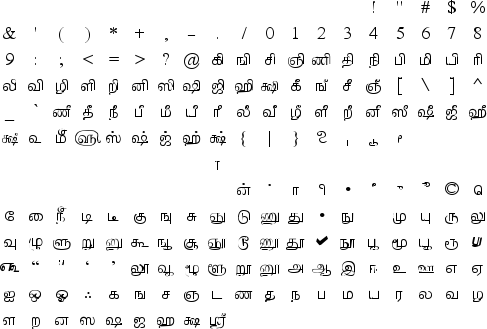 ! " # $ %
& ' ( ) * + , - . / 0 1 2 3 4 5 6 7 8
9 : ; < = > ? @ கி ஙி சி ஞி ணி தி நி பி மி யி ரி
லி வி ழி ளி றி னி ஸி ஷி ஜி ஹி க்ஷி கீ ஙீ சீ ஞீ [ \ ] ^
_ ` ணீ தீ நீ பீ மீ யீ ரீ லீ வீ ழீ ளீ றீ னீ ஸீ ஷீ ஜீ ஹீ
ஸ் ஷ் ஜ் ஹ் க்ஷ் { | }
ன் ா • © Q
டி டீ கு ஙு சு ஞு டு ணு து • நு மு பு ரு லு
வு ழு ளு று னு கூ ஙூ சூ ஞூ டூ ணூ தூ ✔ நூ பூ மூ யூ ரூ
“ ” ‘ ’ லூ வூ ழூ ளூ றூ னூ அ ஆ இ ஈ உ ஊ எ ஏ
ஐ ஒ ஓ ஃ க ங ச ஞ ட ண த ந ப ம ய ர ல வ ழ
ள ற ன ஸ ஷ ஜ ஹ க்ஷ ஸ்ரீ